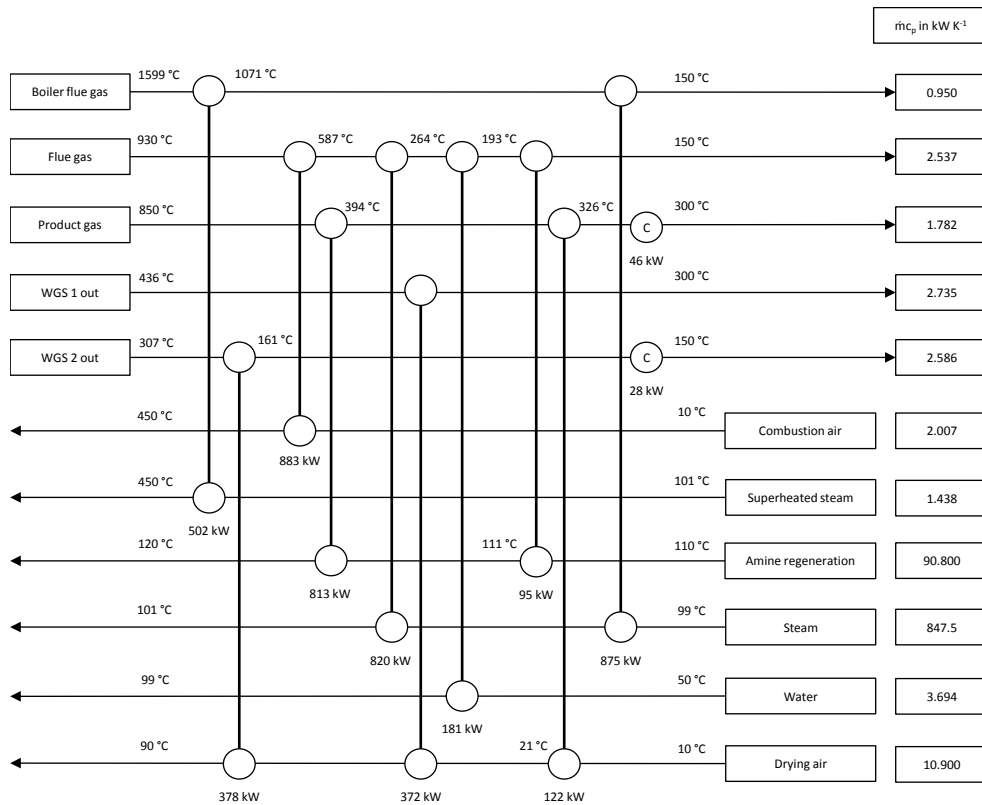 ṁcₚ in kW K⁻¹
1599 °C 1071 °C 150 °C
Boiler flue gas 0.950
930 °C 587 °C 264 °C 193 °C 150 °C
Flue gas 2.537
850 °C 394 °C 326 °C 300 °C
Product gas C 1.782
46 kW
436 °C 300 °C
WGS 1 out 2.735
307 °C 161 °C 150 °C
WGS 2 out C 2.586
28 kW
450 °C 10 °C
Combustion air 2.007
883 kW
450 °C 101 °C
Superheated steam 1.438
502 kW
120 °C 111 °C 110 °C
Amine regeneration 90.800
813 kW 95 kW
101 °C 99 °C
Steam 847.5
820 kW 875 kW
99 °C 50 °C
Water 3.694
181 kW
90 °C 21 °C 10 °C
Drying air 10.900
378 kW 372 kW 122 kW